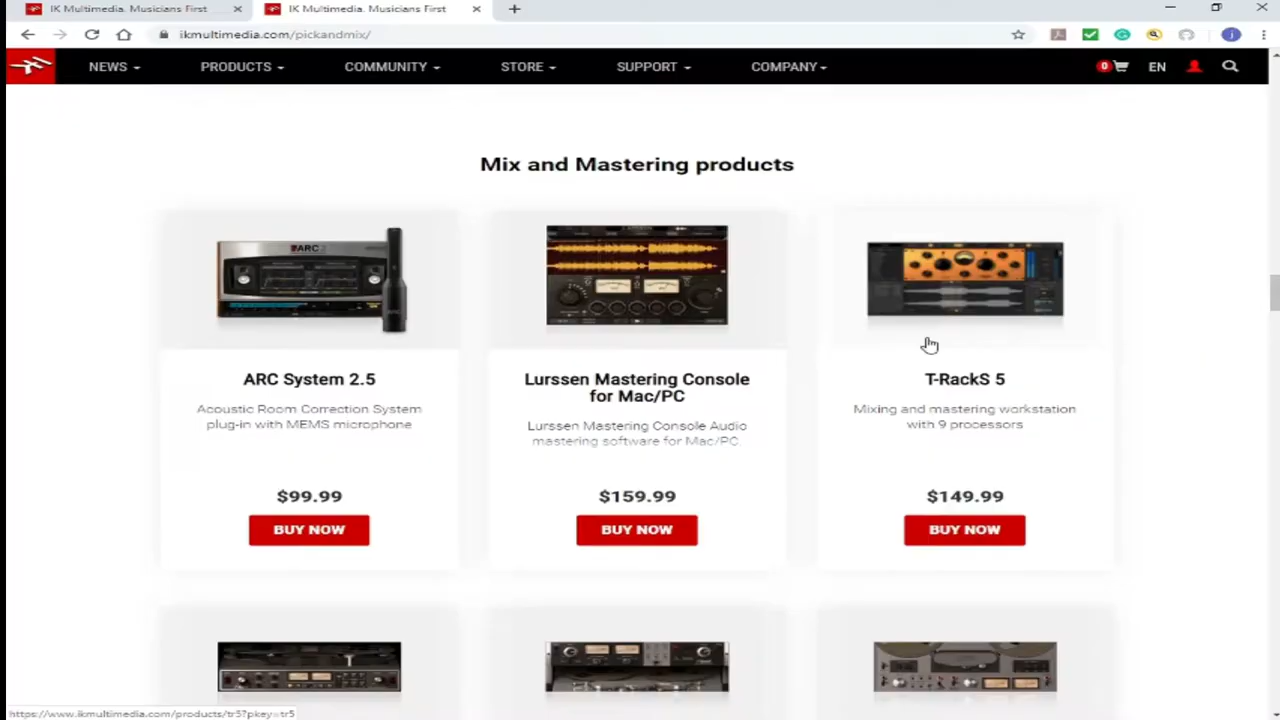 IK Multimedia. Musicians First
IK Multimedia. Musicians First
ikmultimedia.com/pickandmix/
NEWS
PRODUCTS
COMMUNITY
STORE
SUPPORT
COMPANY
0
EN
Mix and Mastering products
ARC
ARC System 2.5
Acoustic Room Correction System
plug-in with MEMS microphone
$99.99
BUY NOW
Lurssen Mastering Console
for Mac/PC
Lurssen Mastering Console Audio
mastering software for Mac/PC
$159.99
BUY NOW
T-RackS 5
Mixing and mastering workstation
with 9 processors
$149.99
BUY NOW
https://www.ikmultimedia.com/products/tr5?pkey=tr5